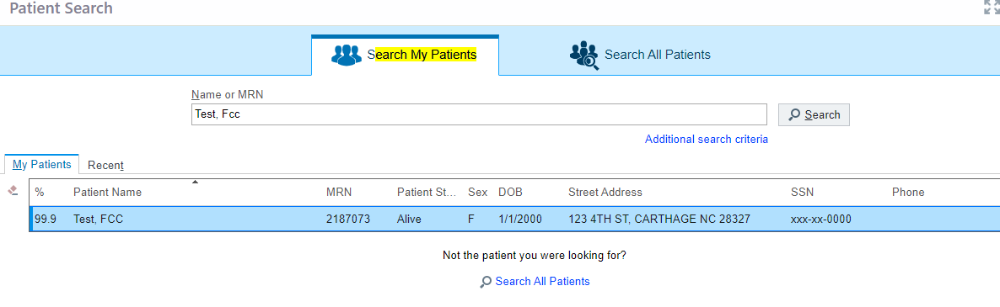 Patient Search
Search My Patients
Search All Patients
Name or MRN
Test, Fcc
Search
Additional search criteria
My Patients Recent
% Patient Name MRN Patient St... Sex DOB Street Address SSN Phone
99.9 Test, FCC 2187073 Alive F 1/1/2000 123 4TH ST, CARTHAGE NC 28327 xxx-xx-0000
Not the patient you were looking for?
Search All Patients